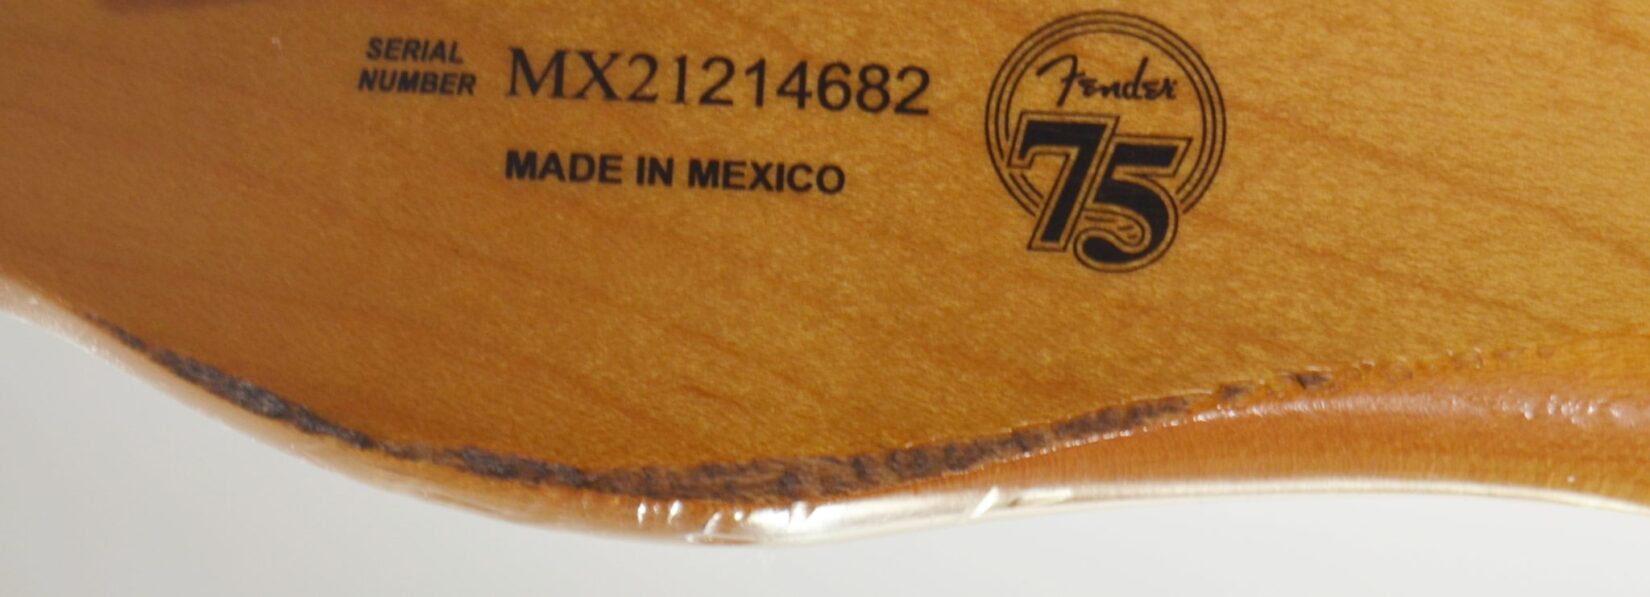 SERIAL
NUMBER
MX21214682
MADE IN MEXICO
Fender
75